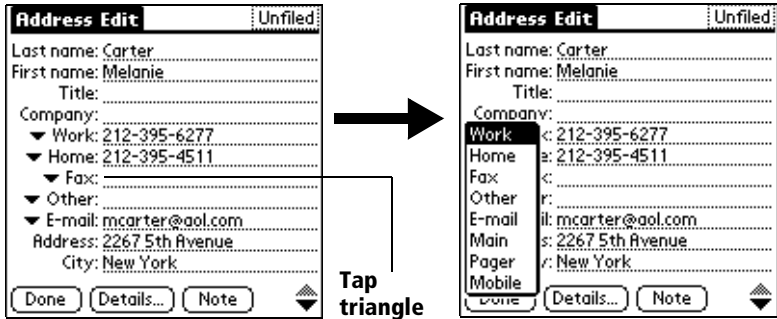 Address Edit Unfiled
Last name: Carter
First name: Melanie
Title:
Company:
Work: 212-395-6277
Home: 212-395-4511
Fax:
Other:
E-mail: mcarter@aol.com
Address: 2267 5th Avenue
City: New York
Done Details... Note
Tap
triangle
Address Edit Unfiled
Last name: Carter
First name: Melanie
Title:
Company:
Work k: 212-395-6277
Home e: 212-395-4511
Fax x:
Other r:
E-mail il: mcarter@aol.com
Main s: 2267 5th Avenue
Pager y: New York
Mobile
Done Details... Note